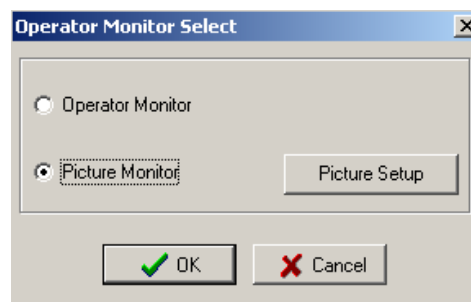 Operator Monitor Select
Operator Monitor
Picture Monitor
Picture Setup
OK
Cancel